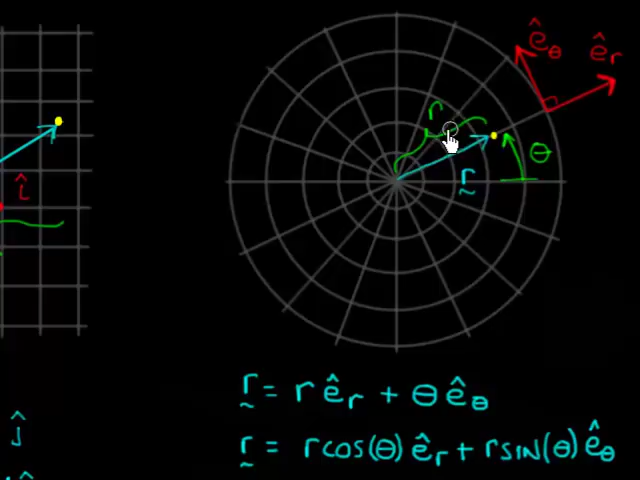 ê_θ ê_r
r
θ
r̰
î
r̰ = r ê_r + θ ê_θ
ĵ
r̰ = r cos(θ) ê_r + r sin(θ) ê_θ